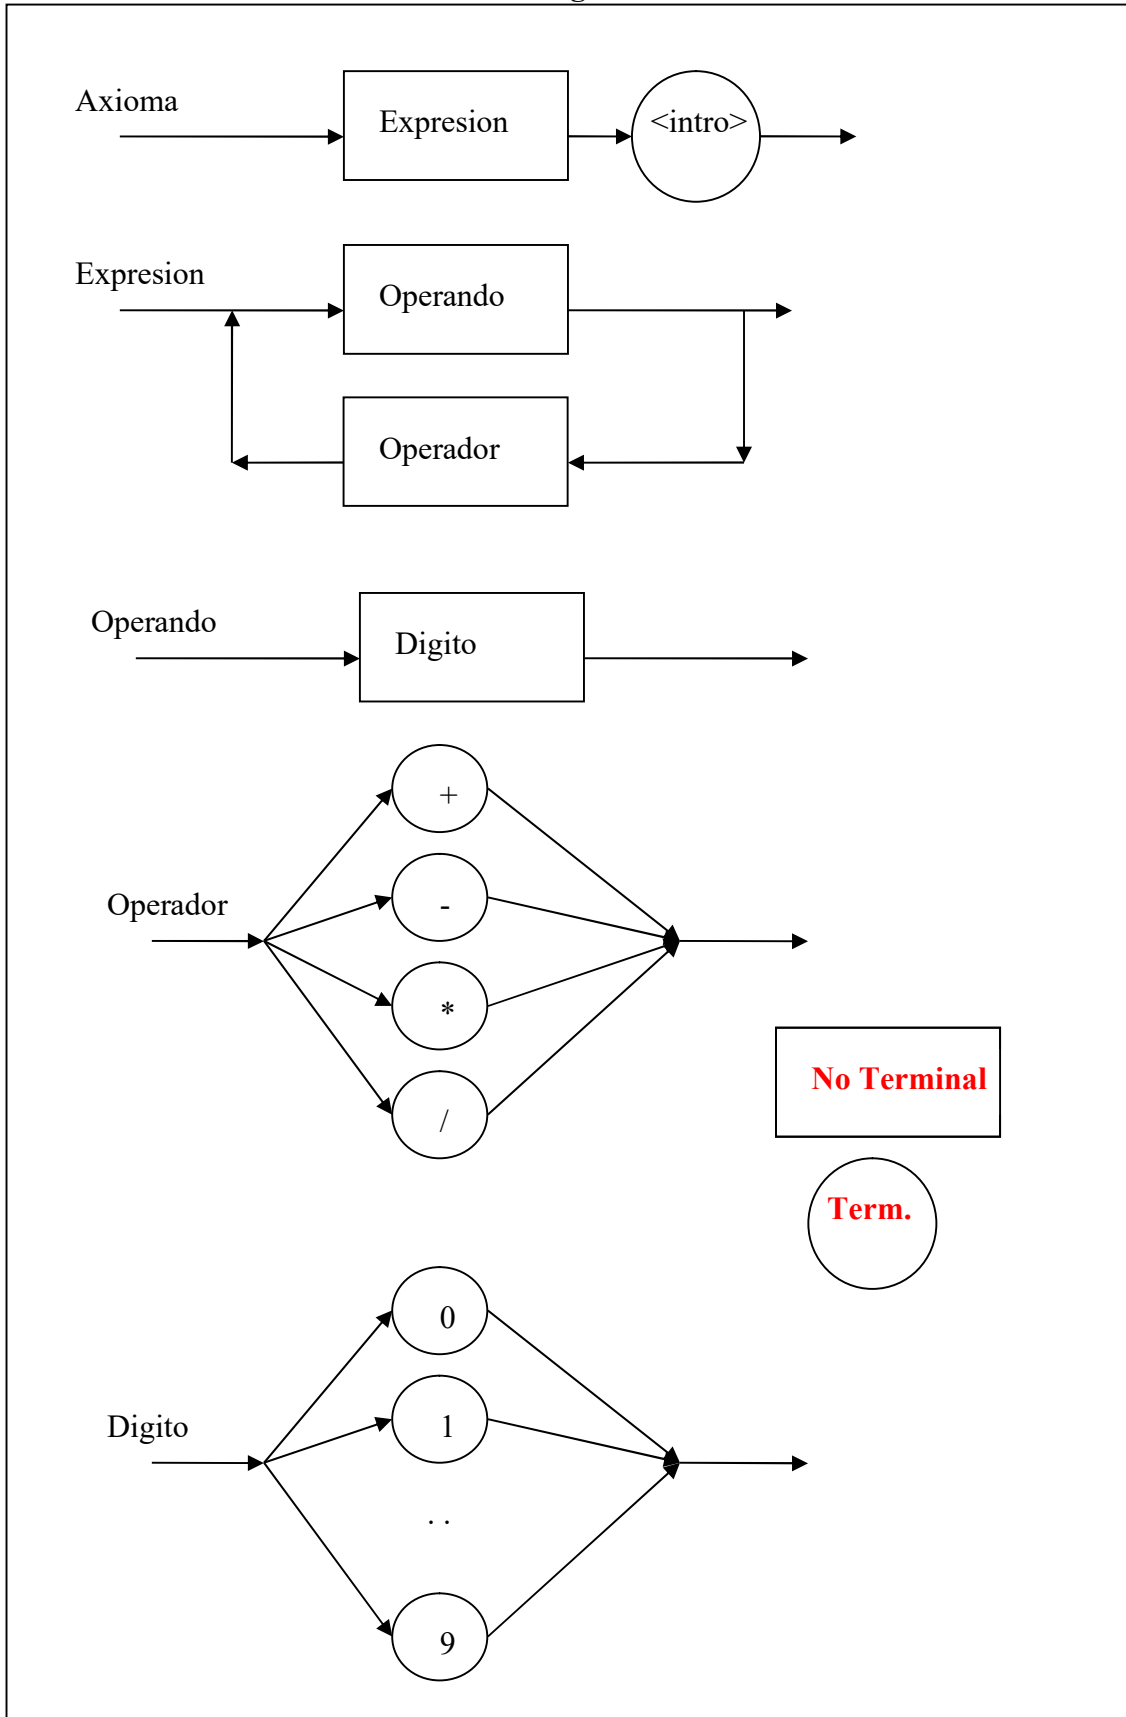 Axioma
Expresion
<intro>
Expresion
Operando
Operador
Operando
Digito
+
-
Operador
*
/
No Terminal
Term.
0
1
Digito
. .
9